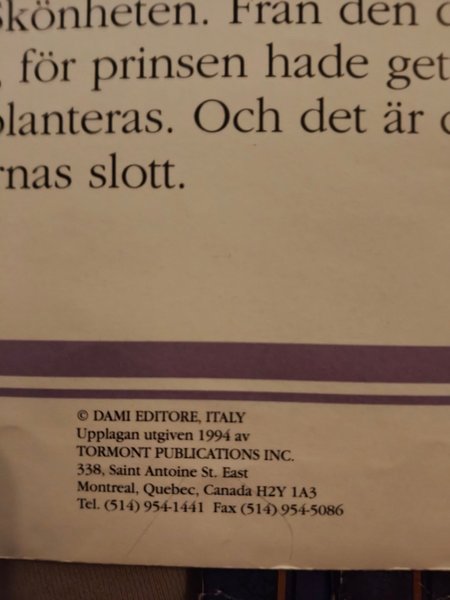 Skönheten. Från den
för prinsen hade
planteras. Och det är
slott.
© DAMI EDITORE, ITALY
Upplagan utgiven 1994 av
TORMONT PUBLICATIONS INC.
338, Saint Antoine St. East
Montreal, Quebec, Canada H2Y 1A3
Tel. (514) 954-1441 Fax (514) 954-5086